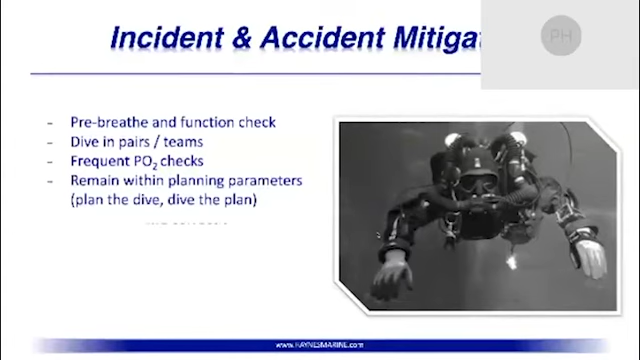 Incident & Accident Mitigat
PH
- Pre-breathe and function check
- Dive in pairs / teams
- Frequent PO₂ checks
- Remain within planning parameters
(plan the dive, dive the plan)
www.HAYNESMARINE.com